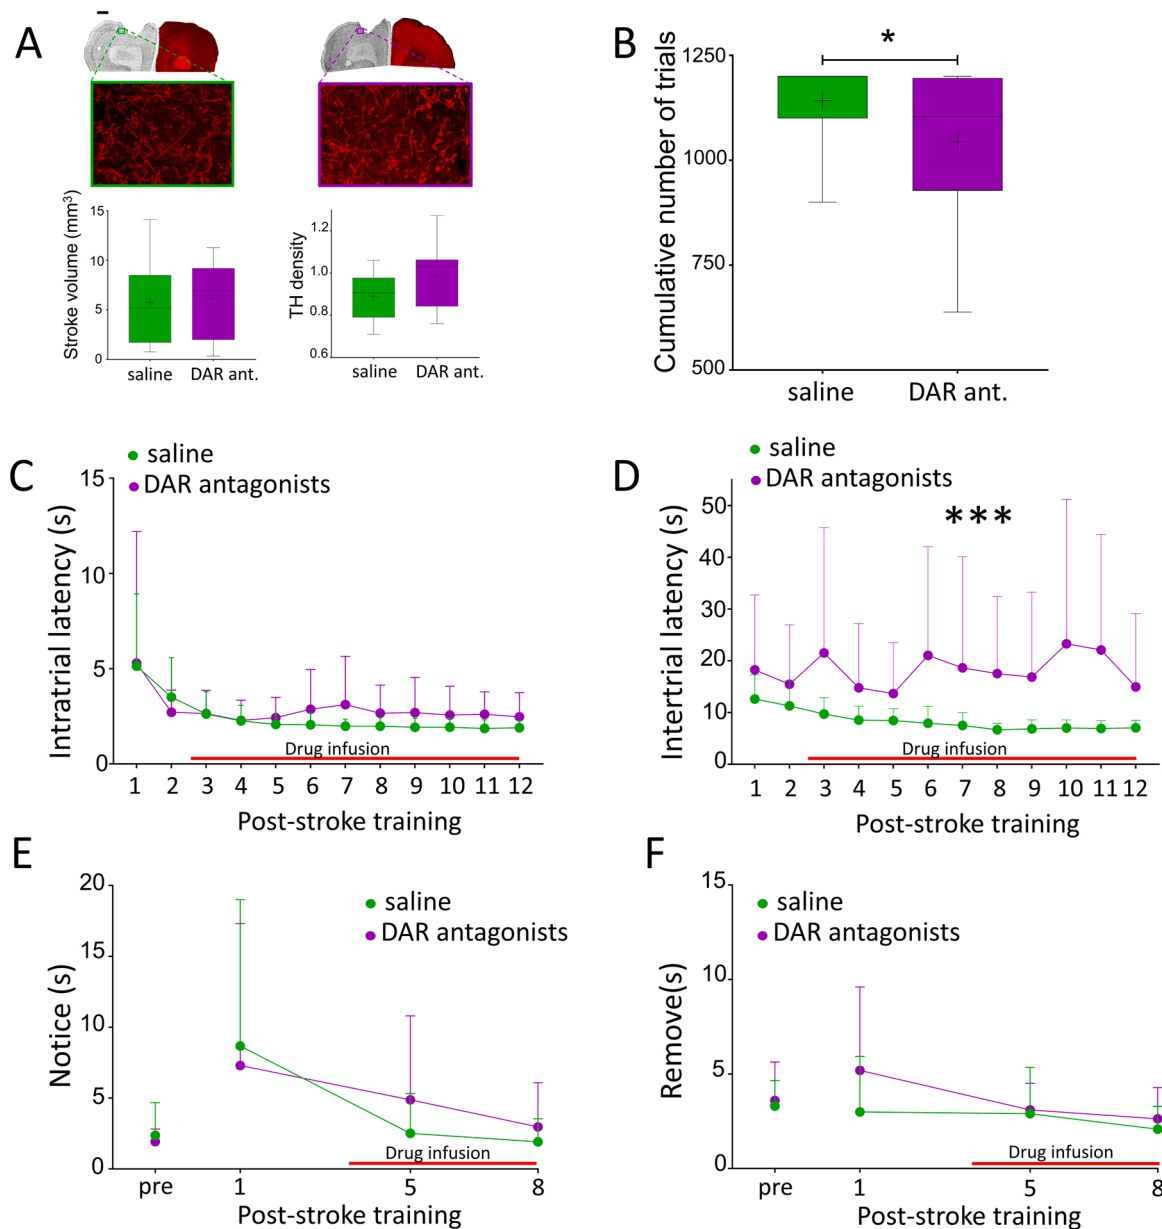 A
B
Stroke volume (mm³)
15
10
5
0
saline
DAR ant.
TH density
1.2
1.0
0.8
0.6
saline
DAR ant.
Cumulative number of trials
1250
1000
750
500
*
saline
DAR ant.
C
saline
DAR antagonists
Intratrial latency (s)
15
10
5
0
Drug infusion
1 2 3 4 5 6 7 8 9 10 11 12
Post-stroke training
D
saline
DAR antagonists
***
Intertrial latency (s)
50
40
30
20
10
0
Drug infusion
1 2 3 4 5 6 7 8 9 10 11 12
Post-stroke training
E
saline
DAR antagonists
Notice (s)
20
15
10
5
0
Drug infusion
pre 1 5 8
Post-stroke training
F
saline
DAR antagonists
Remove(s)
15
10
5
0
Drug infusion
pre 1 5 8
Post-stroke training